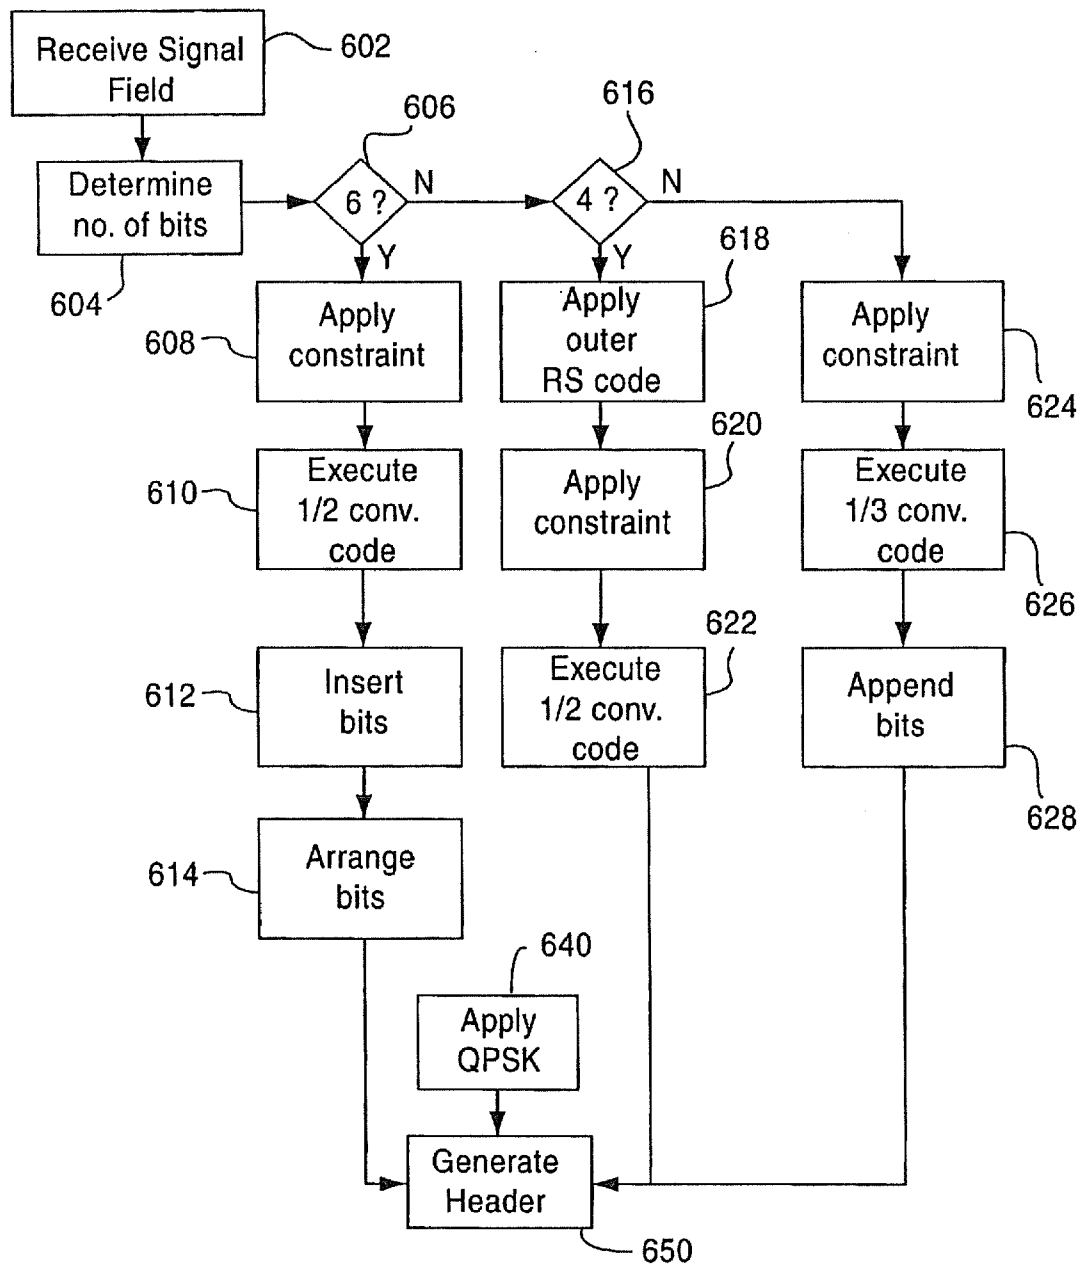 Receive Signal
Field
602
Determine
no. of bits
604
606
6 ?
N
Y
616
4 ?
N
Y
Apply
constraint
608
Execute
1/2 conv.
code
610
Insert
bits
612
Arrange
bits
614
Apply
outer
RS code
618
Apply
constraint
620
Execute
1/2 conv.
code
622
Apply
constraint
624
Execute
1/3 conv.
code
626
Append
bits
628
640
Apply
QPSK
Generate
Header
650